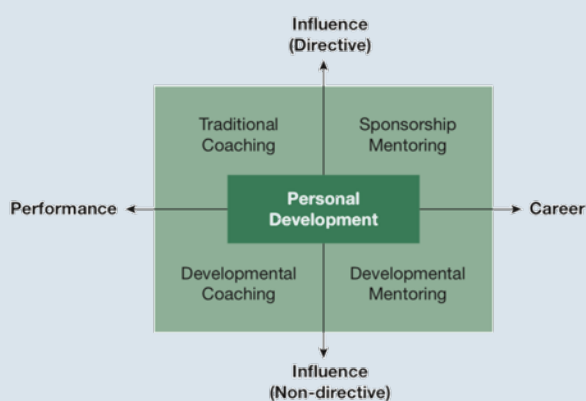 Influence
(Directive)
Traditional
Coaching
Sponsorship
Mentoring
Performance
Personal
Development
Career
Developmental
Coaching
Developmental
Mentoring
Influence
(Non-directive)